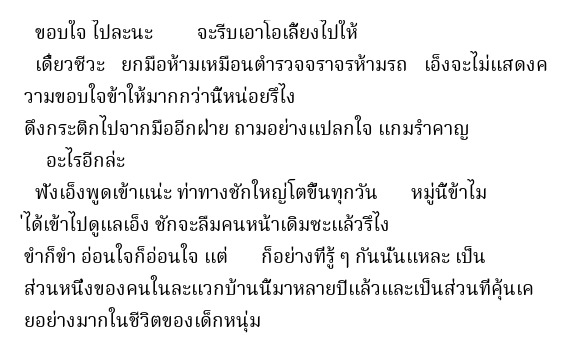 ขอบใจ ไปละนะ จะรีบเอาโอเลี้ยงไปให้
เดี๋ยวซีวะ ยกมือห้ามเหมือนตำรวจจราจรห้ามรถ เอ็งจะไม่แสดงค
วามขอบใจข้าให้มากกว่านี้หน่อยรึไง
ดึงกระติกไปจากมืออีกฝ่าย ถามอย่างแปลกใจ แกมรำคาญ
อะไรอีกล่ะ
ฟังเอ็งพูดเข้าแน่ะ ท่าทางชักใหญ่โตขึ้นทุกวัน หมู่นี้ข้าไม
่ได้เข้าไปดูแลเอ็ง ชักจะลืมคนหน้าเดิมซะแล้วรึไง
ขำก็ขำ อ่อนใจก็อ่อนใจ แต่ ก็อย่างที่รู้ ๆ กันนั่นแหละ เป็น
ส่วนหนึ่งของคนในละแวกบ้านนี้มาหลายปีแล้วและเป็นส่วนที่คุ้นเค
ยอย่างมากในชีวิตของเด็กหนุ่ม